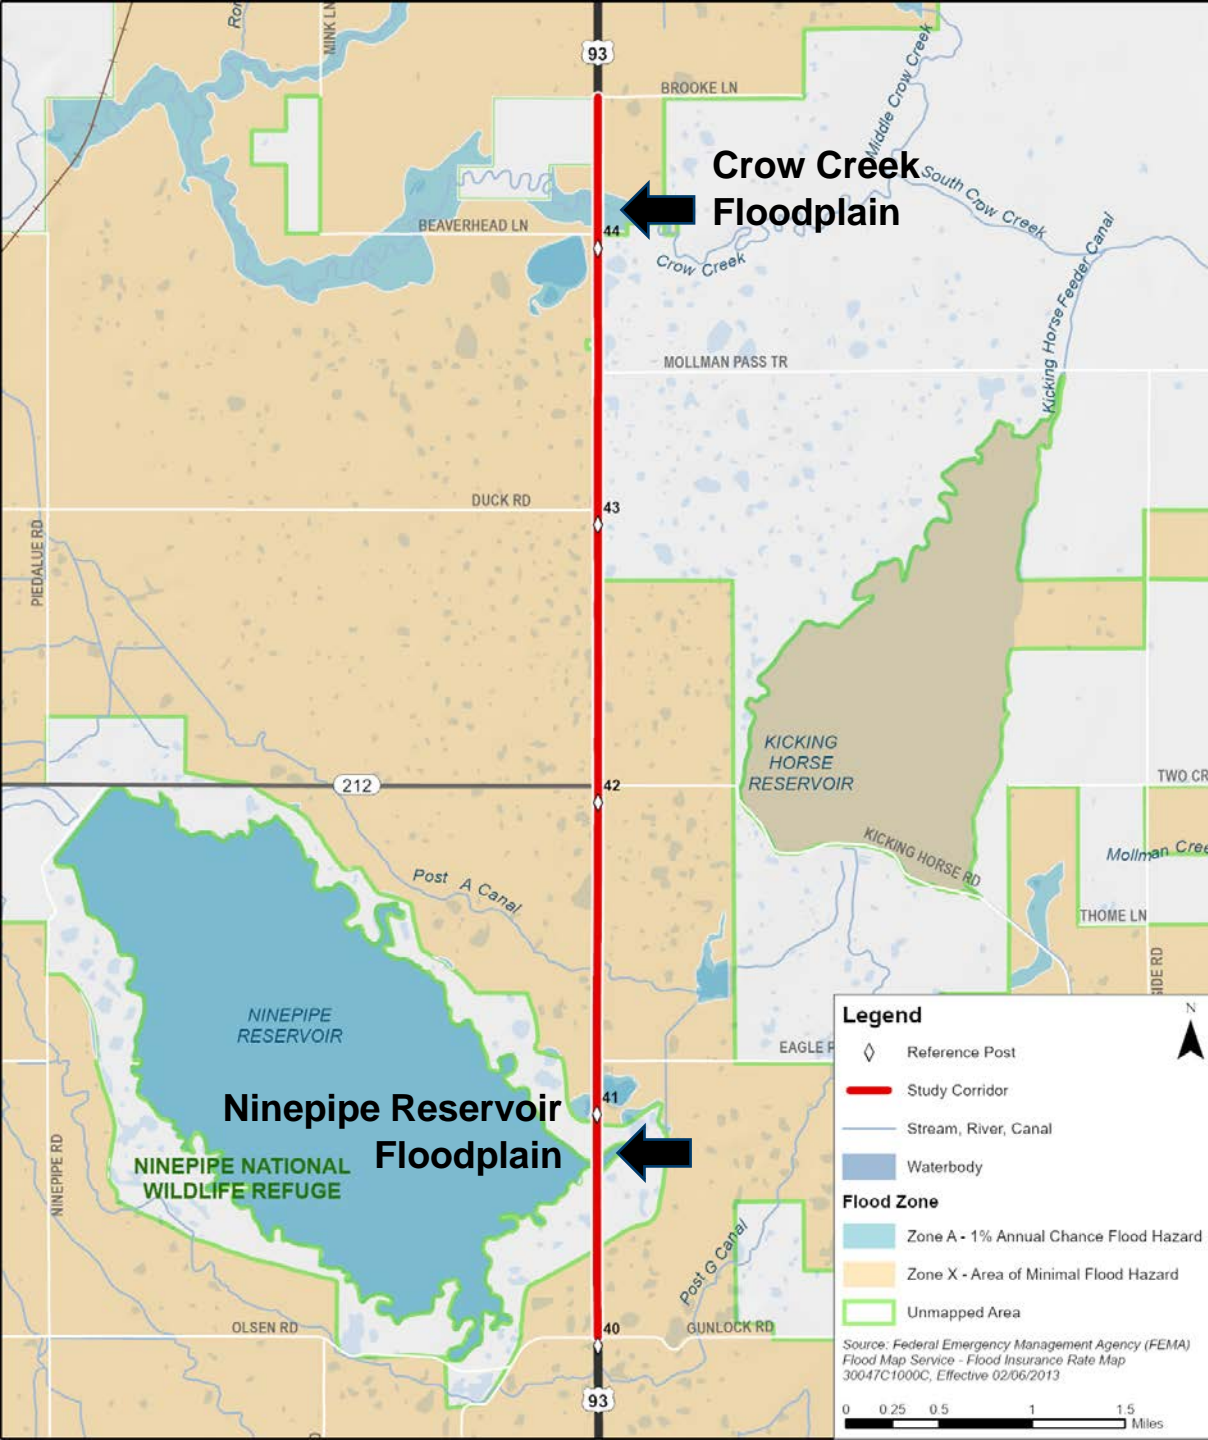 Ron
MINK LN
93
BROOKE LN
Middle Crow Creek
Crow Creek
Floodplain
South Crow Creek
BEAVERHEAD LN
44
Crow Creek
Kicking Horse Feeder Canal
MOLLMAN PASS TR
DUCK RD
43
PIEDALUE RD
KICKING
HORSE
RESERVOIR
212
42
TWO CR
KICKING HORSE RD
Mollman Cree
Post A Canal
THOME LN
SIDE RD
NINEPIPE
RESERVOIR
EAGLE P
41
Ninepipe Reservoir
Floodplain
NINEPIPE NATIONAL
WILDLIFE REFUGE
NINEPIPE RD
Post G Canal
OLSEN RD
40
GUNLOCK RD
93
Legend
N
Reference Post
Study Corridor
Stream, River, Canal
Waterbody
Flood Zone
Zone A - 1% Annual Chance Flood Hazard
Zone X - Area of Minimal Flood Hazard
Unmapped Area
Source: Federal Emergency Management Agency (FEMA)
Flood Map Service - Flood Insurance Rate Map
30047C1000C, Effective 02/06/2013
0 0.25 0.5 1 1.5
Miles